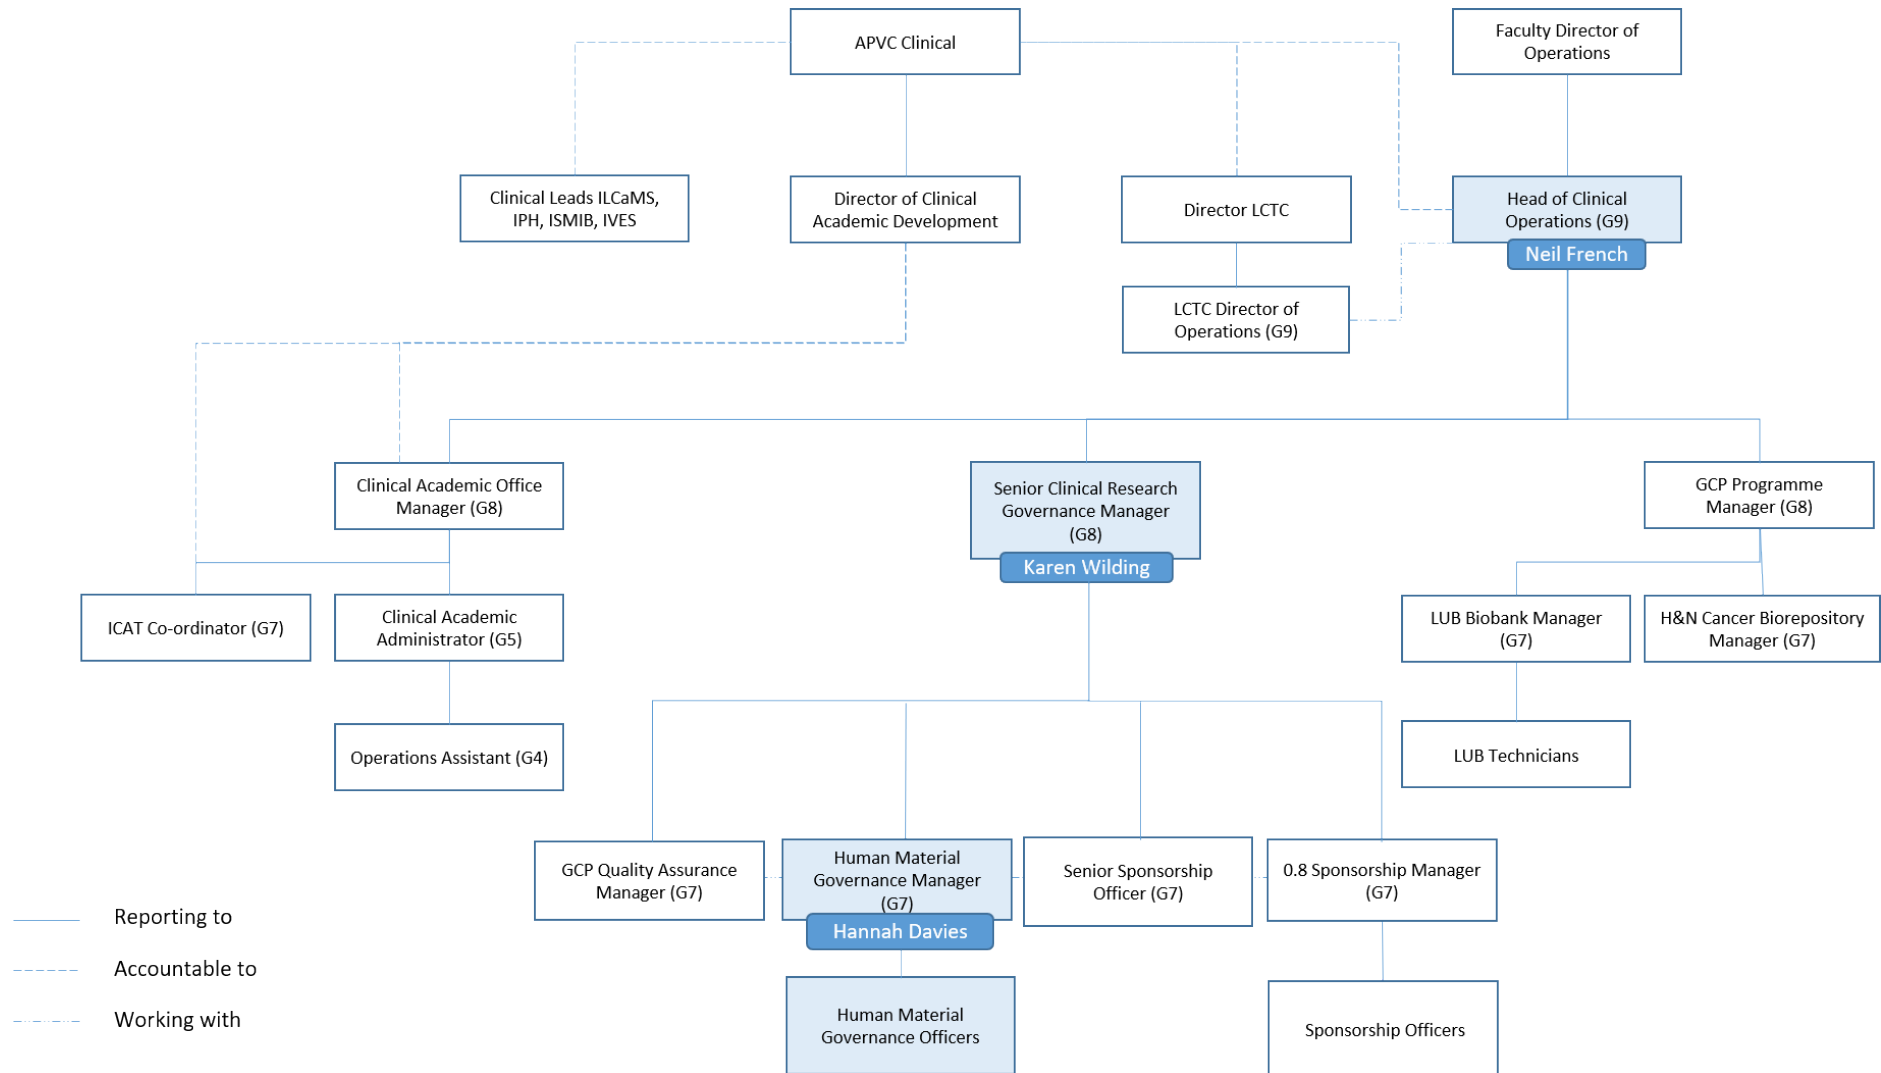 APVC Clinical
Faculty Director of
Operations
Clinical Leads ILCaMS,
IPH, ISMIB, IVES
Director of Clinical
Academic Development
Director LCTC
Head of Clinical
Operations (G9)
Neil French
LCTC Director of
Operations (G9)
Clinical Academic Office
Manager (G8)
Senior Clinical Research
Governance Manager
(G8)
Karen Wilding
GCP Programme
Manager (G8)
ICAT Co-ordinator (G7)
Clinical Academic
Administrator (G5)
LUB Biobank Manager
(G7)
H&N Cancer Biorepository
Manager (G7)
Operations Assistant (G4)
LUB Technicians
GCP Quality Assurance
Manager (G7)
Human Material
Governance Manager
(G7)
Hannah Davies
Senior Sponsorship
Officer (G7)
0.8 Sponsorship Manager
(G7)
Human Material
Governance Officers
Sponsorship Officers
Reporting to
Accountable to
Working with